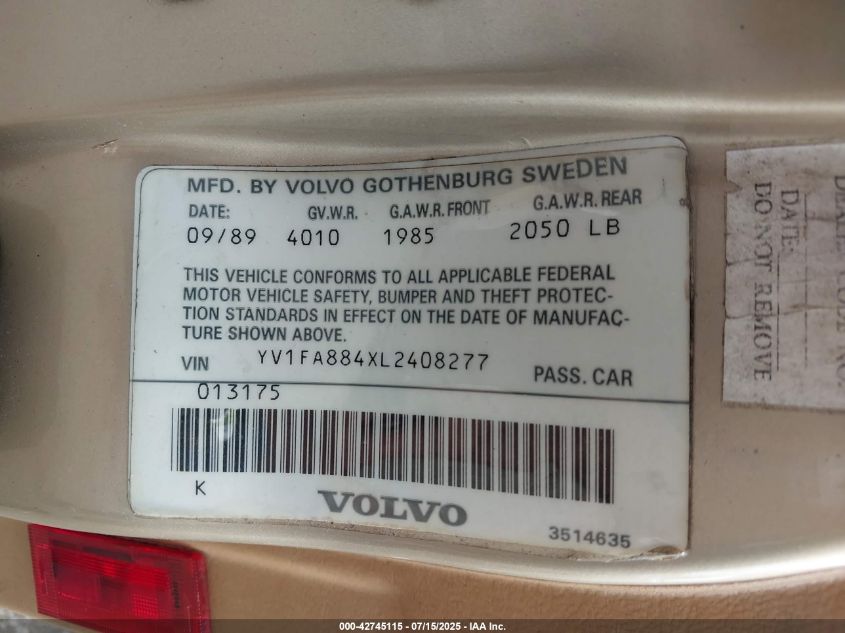 MFD. BY VOLVO GOTHENBURG SWEDEN
DATE: GV.W.R. G.A.W.R. FRONT G.A.W.R. REAR
09/89 4010 1985 2050 LB
THIS VEHICLE CONFORMS TO ALL APPLICABLE FEDERAL
MOTOR VEHICLE SAFETY, BUMPER AND THEFT PROTEC-
TION STANDARDS IN EFFECT ON THE DATE OF MANUFAC-
TURE SHOWN ABOVE.
VIN YV1FA884XL2408277 PASS. CAR
013175
K VOLVO 3514635
DATE:
DO NOT REMOVE
000-42745115 - 07/15/2025 - IAA Inc.